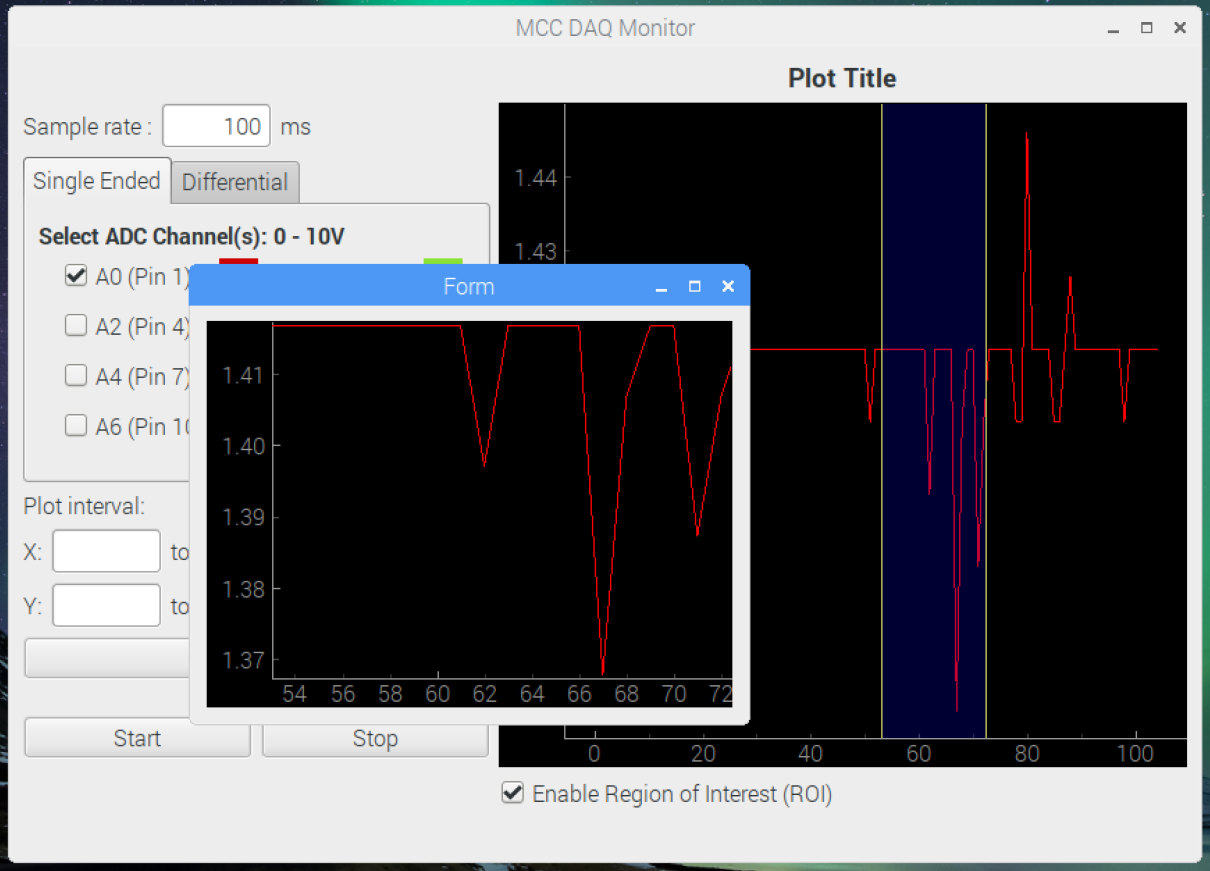 MCC DAQ Monitor
Plot Title
Sample rate : 100 ms
Single Ended
Differential
Select ADC Channel(s): 0 - 10V
A0 (Pin 1)
A2 (Pin 4)
A4 (Pin 7)
A6 (Pin 10
Plot interval:
X: to
Y: to
Start
Stop
Form
1.41
1.40
1.39
1.38
1.37
54 56 58 60 62 64 66 68 70 72
1.44
1.43
0 20 40 60 80 100
Enable Region of Interest (ROI)